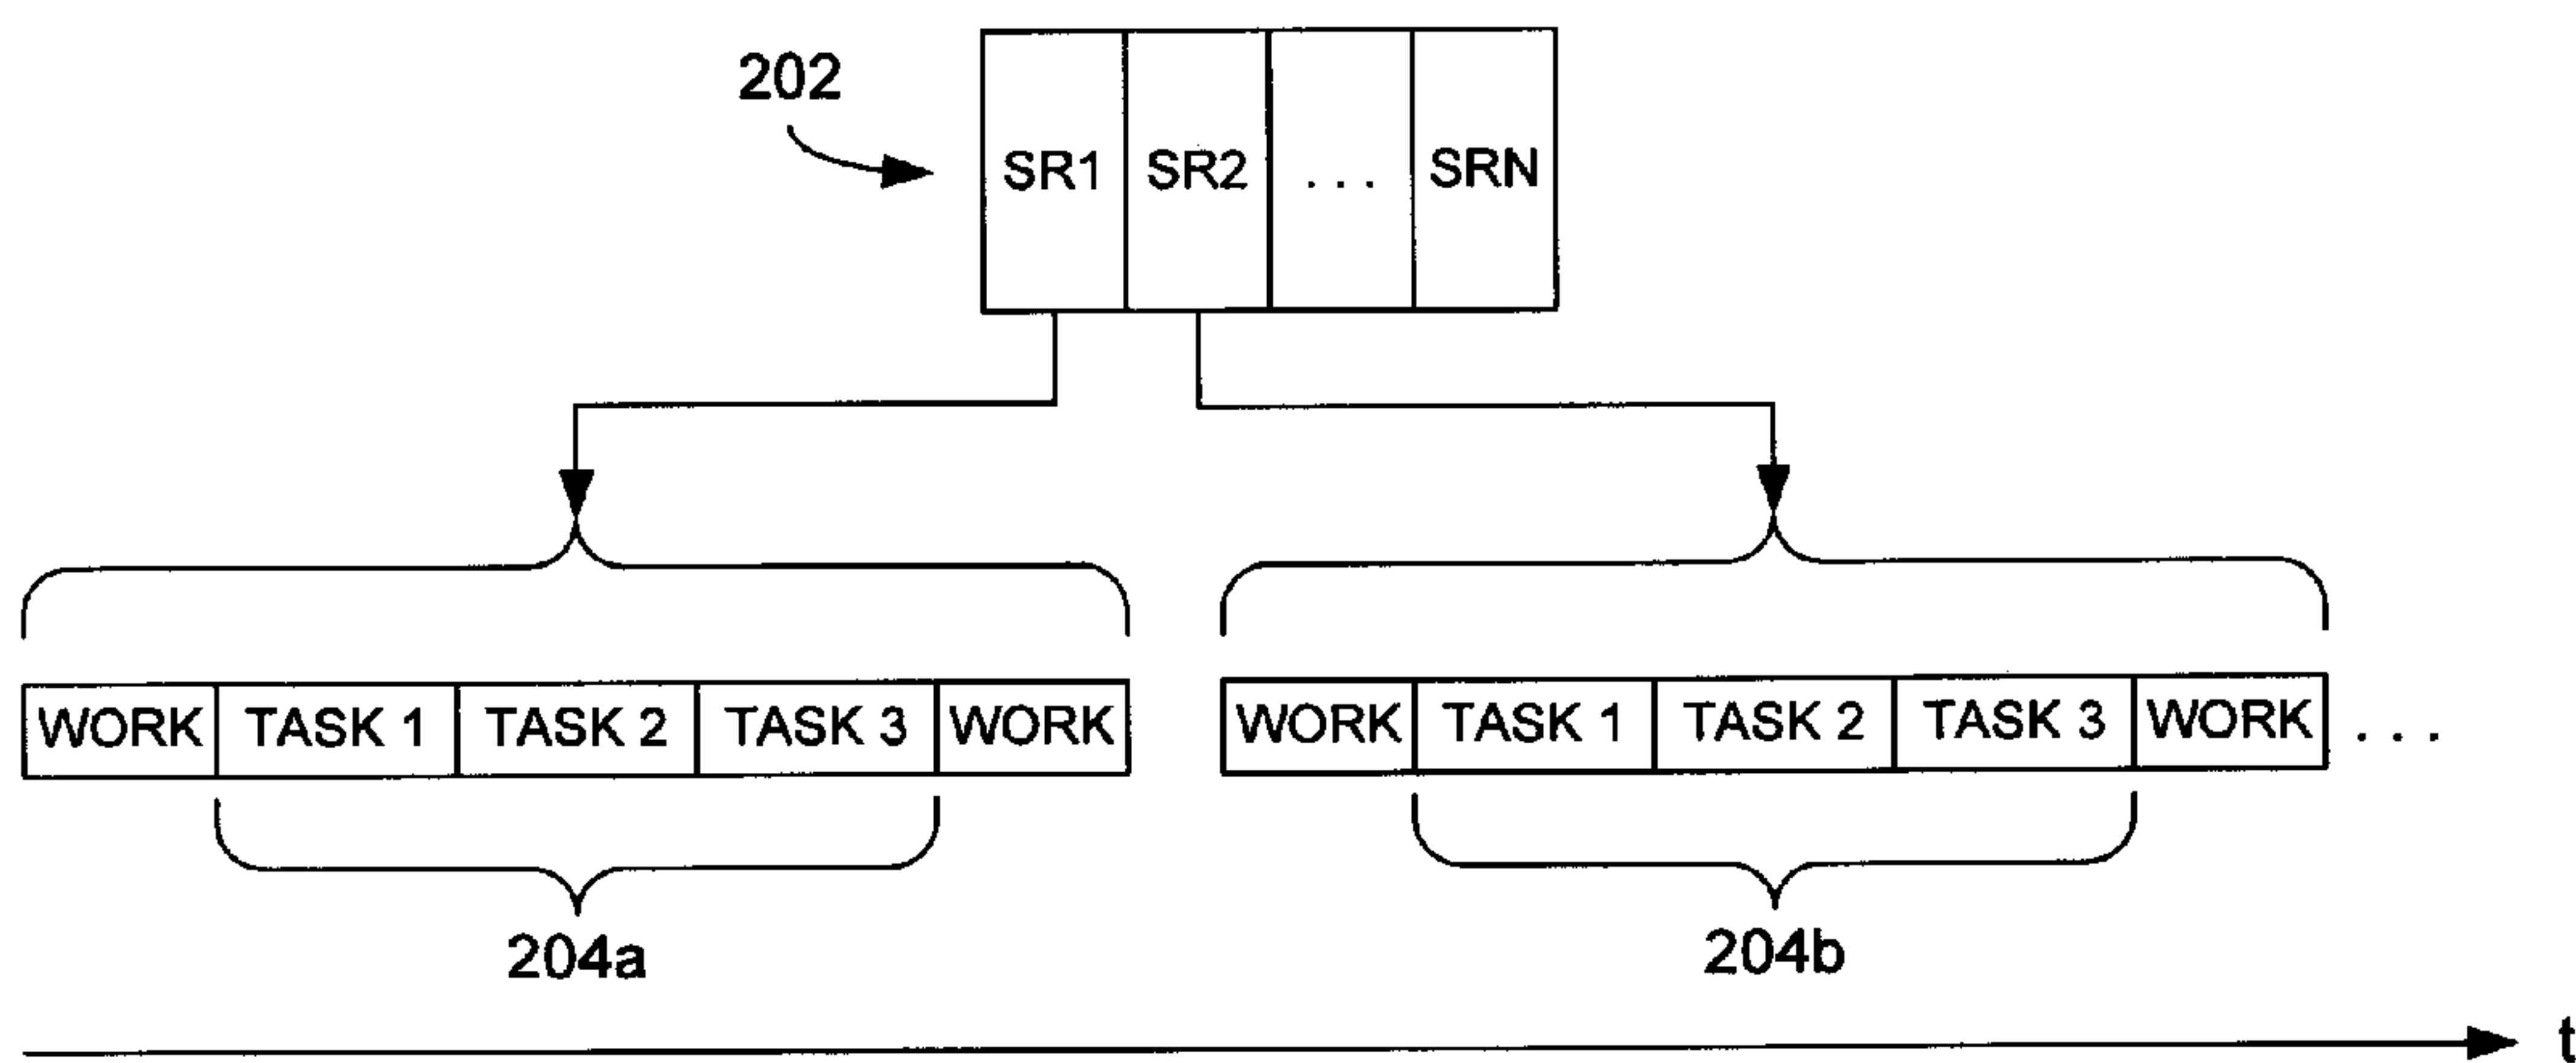 202
SR1 SR2 . . . SRN
WORK TASK 1 TASK 2 TASK 3 WORK WORK TASK 1 TASK 2 TASK 3 WORK . . .
204a 204b
t